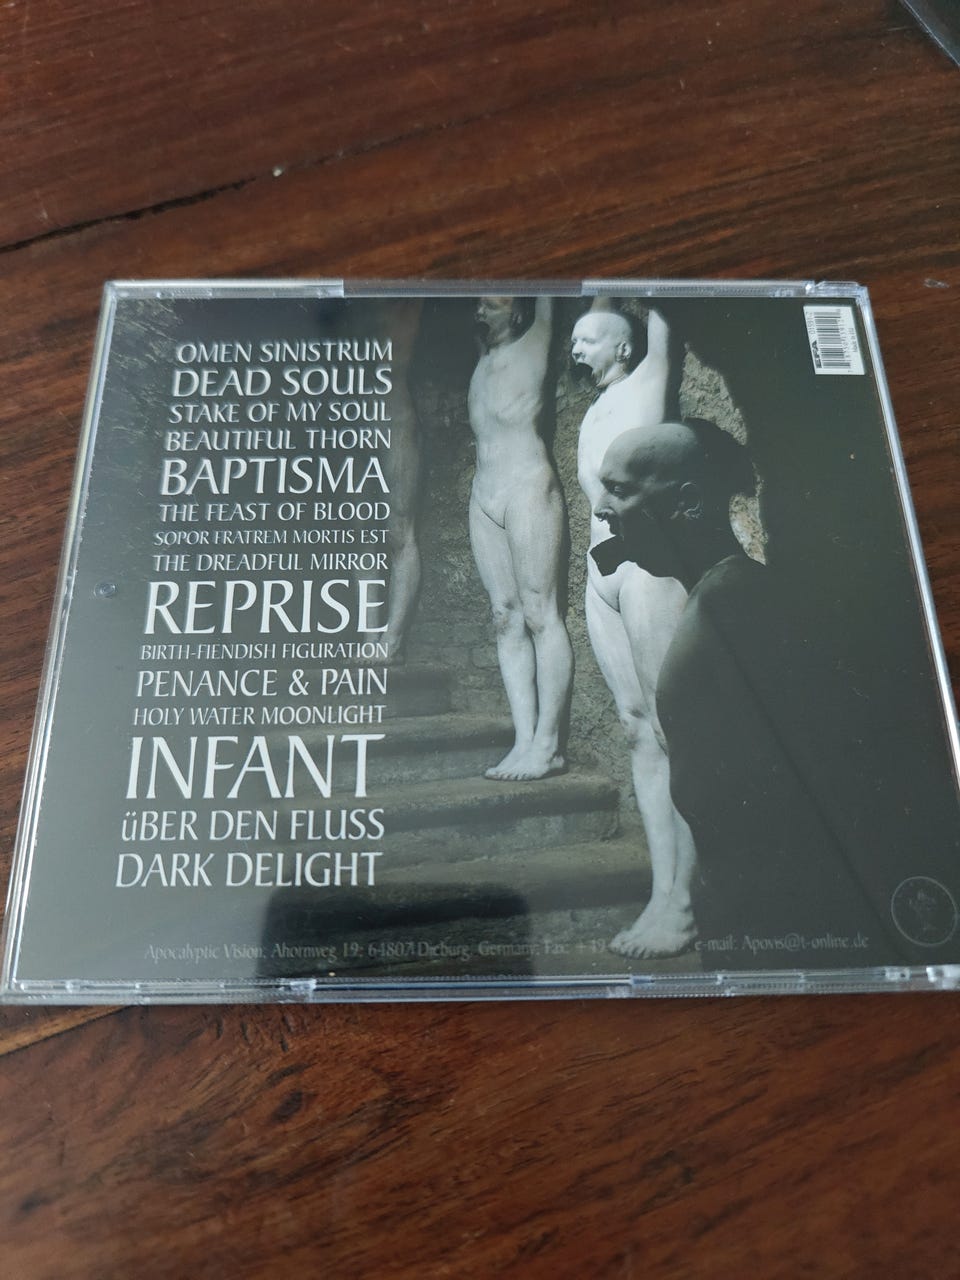 OMEN SINISTRUM
DEAD SOULS
STAKE OF MY SOUL
BEAUTIFUL THORN
BAPTISMA
THE FEAST OF BLOOD
SOPOR FRATREM MORTIS EST
THE DREADFUL MIRROR
REPRISE
BIRTH-FIENDISH FIGURATION
PENANCE & PAIN
HOLY WATER MOONLIGHT
INFANT
üBER DEN FLUSS
DARK DELIGHT
Apocalyptic Vision; Ahornweg 19; 64807 Dieburg, Germany; Fax: +49 e-mail: Apovis@t-online.de